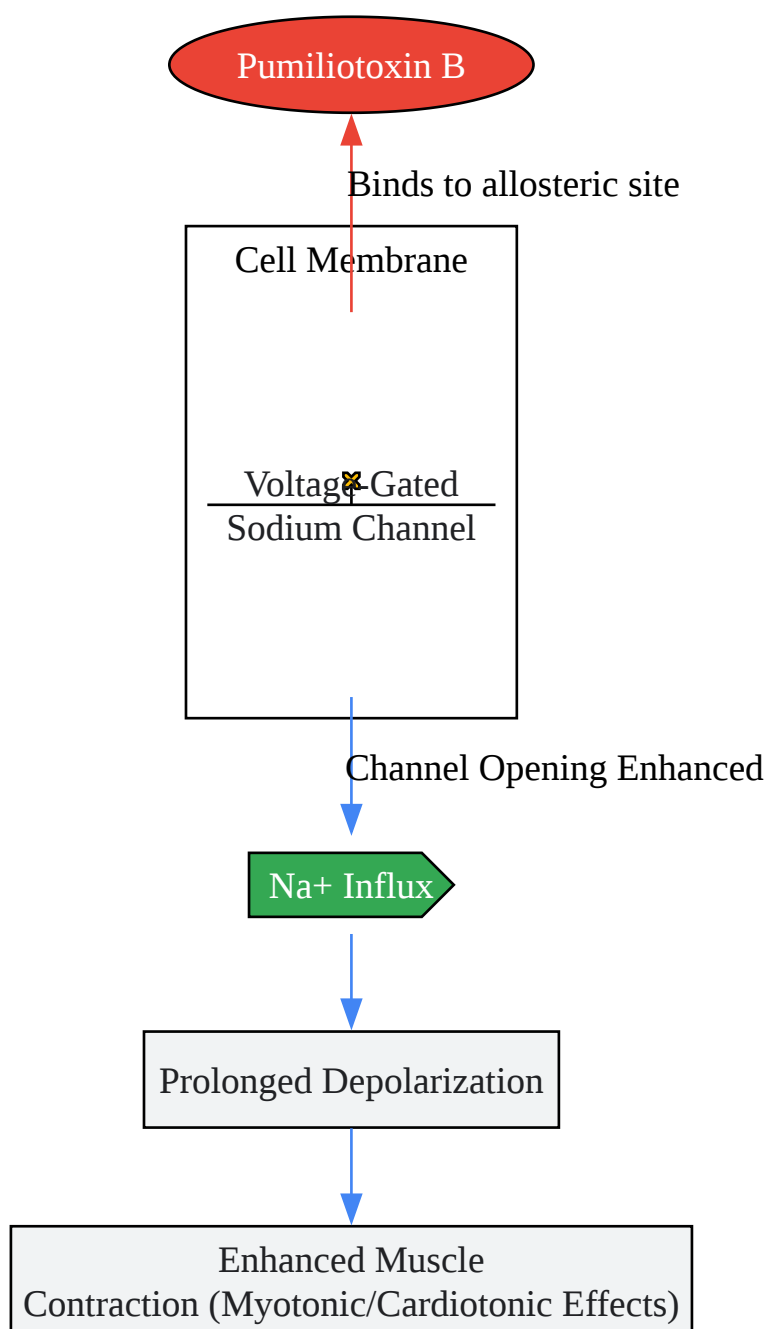 Pumiliotoxin B
Binds to allosteric site
Cell Membrane
Voltage-Gated
Sodium Channel
Channel Opening Enhanced
Na+ Influx
Prolonged Depolarization
Enhanced Muscle
Contraction (Myotonic/Cardiotonic Effects)